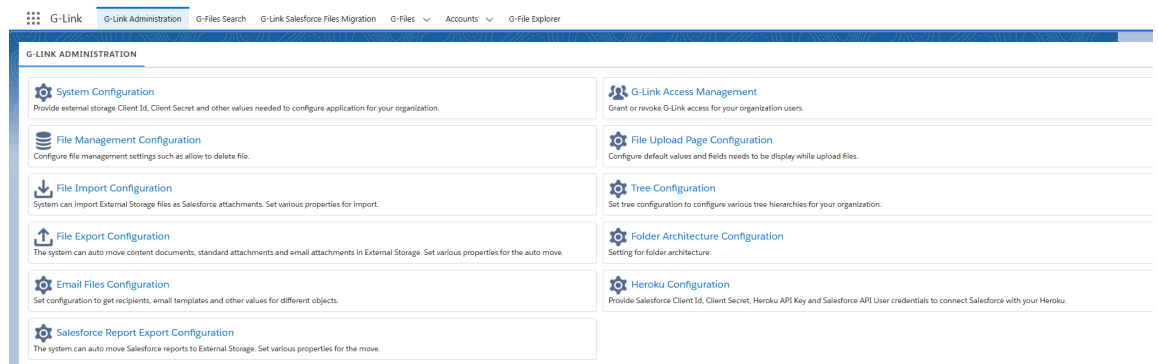 G-Link G-Link Administration G-Files Search G-Link Salesforce Files Migration G-Files Accounts G-File Explorer
G-LINK ADMINISTRATION
System Configuration
Provide external storage Client Id, Client Secret and other values needed to configure application for your organization.
G-Link Access Management
Grant or revoke G-Link access for your organization users.
File Management Configuration
Configure file management settings such as allow to delete file.
File Upload Page Configuration
Configure default values and fields needs to be display while upload files.
File Import Configuration
System can import External Storage files as Salesforce attachments. Set various properties for import.
Tree Configuration
Set tree configuration to configure various tree hierarchies for your organization.
File Export Configuration
The system can auto move content documents, standard attachments and email attachments in External Storage. Set various properties for the auto move.
Folder Architecture Configuration
Setting for folder architecture.
Email Files Configuration
Set configuration to get recipients, email templates and other values for different objects.
Heroku Configuration
Provide Salesforce Client Id, Client Secret, Heroku API Key and Salesforce API User credentials to connect Salesforce with your Heroku.
Salesforce Report Export Configuration
The system can auto move Salesforce reports to External Storage. Set various properties for the move.